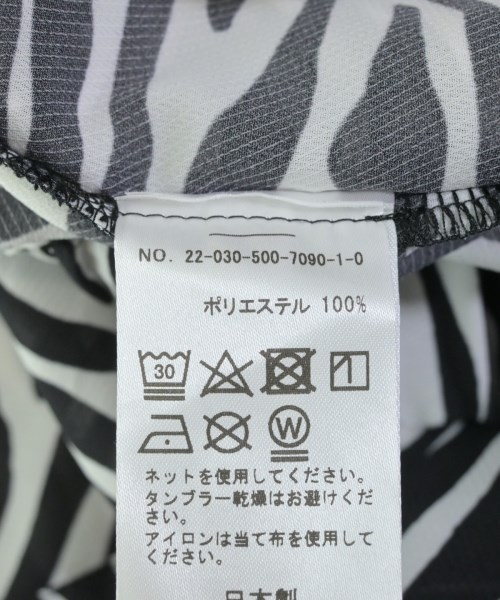 NO. 22-030-500-7090-1-0
ポリエステル 100%
30
W
ネットを使用してください。
タンブラー乾燥はお避けくだ
さい。
アイロンは当て布を使用して
ください。
日本製